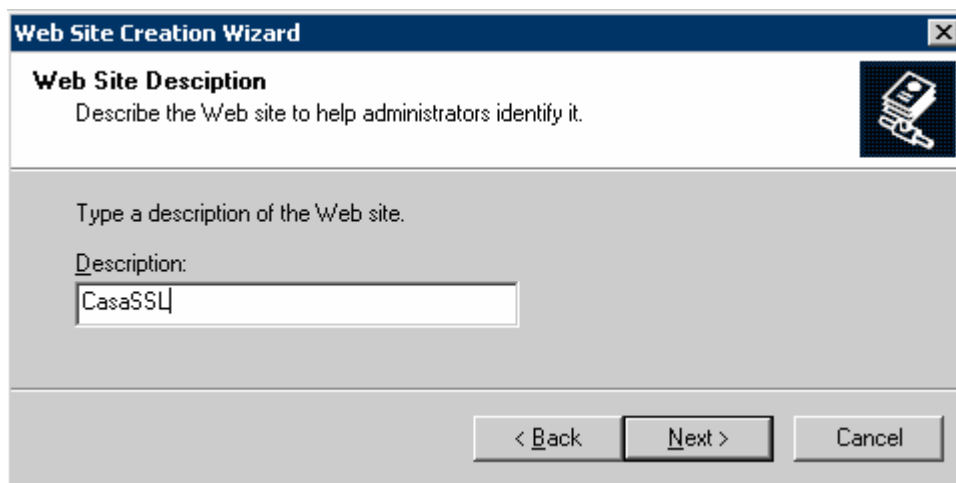 Web Site Creation Wizard
Web Site Desciption
Describe the Web site to help administrators identify it.
Type a description of the Web site.
Description:
CasaSSL
< Back
Next >
Cancel